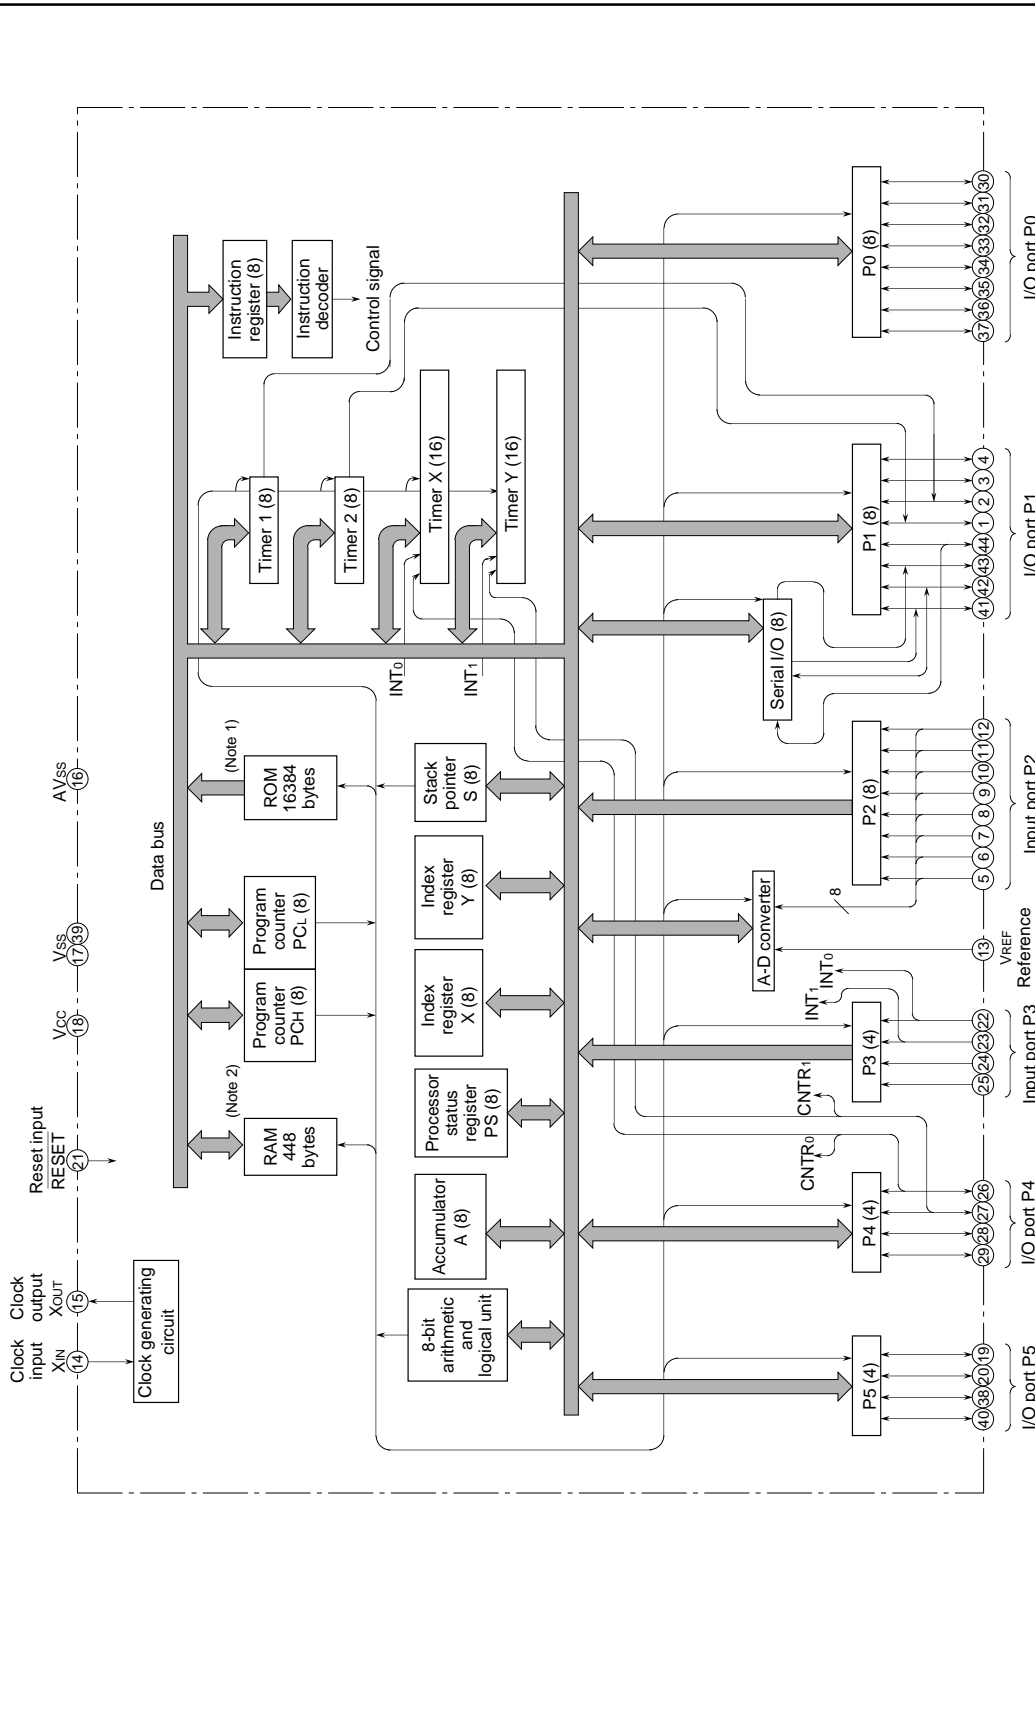 Clock
input
XIN
14
Clock
output
XOUT
15
Reset input
RESET
21
VCC
18
VSS
17
39
AVSS
16
Clock generating
circuit
Data bus
RAM
448
bytes
(Note 2)
Program
counter
PCH (8)
Program
counter
PCL (8)
ROM
16384
bytes
(Note 1)
Timer 1 (8)
Timer 2 (8)
Timer X (16)
Timer Y (16)
INT0
INT1
Instruction
register (8)
Instruction
decoder
Control signal
8-bit
arithmetic
and
logical unit
Accumulator
A (8)
Processor
status
register
PS (8)
Index
register
X (8)
Index
register
Y (8)
Stack
pointer
S (8)
CNTR0
CNTR1
INT1
INT0
A-D converter
8
Serial I/O (8)
P5 (4)
P4 (4)
P3 (4)
P2 (8)
P1 (8)
P0 (8)
40
38
20
19
29
28
27
26
25
24
23
22
13
5
6
7
8
9
10
11
12
41
42
43
44
1
2
3
4
37
36
35
34
33
32
31
30
I/O port P5
I/O port P4
Input port P3
VREF
Reference
Input port P2
I/O port P1
I/O port P0